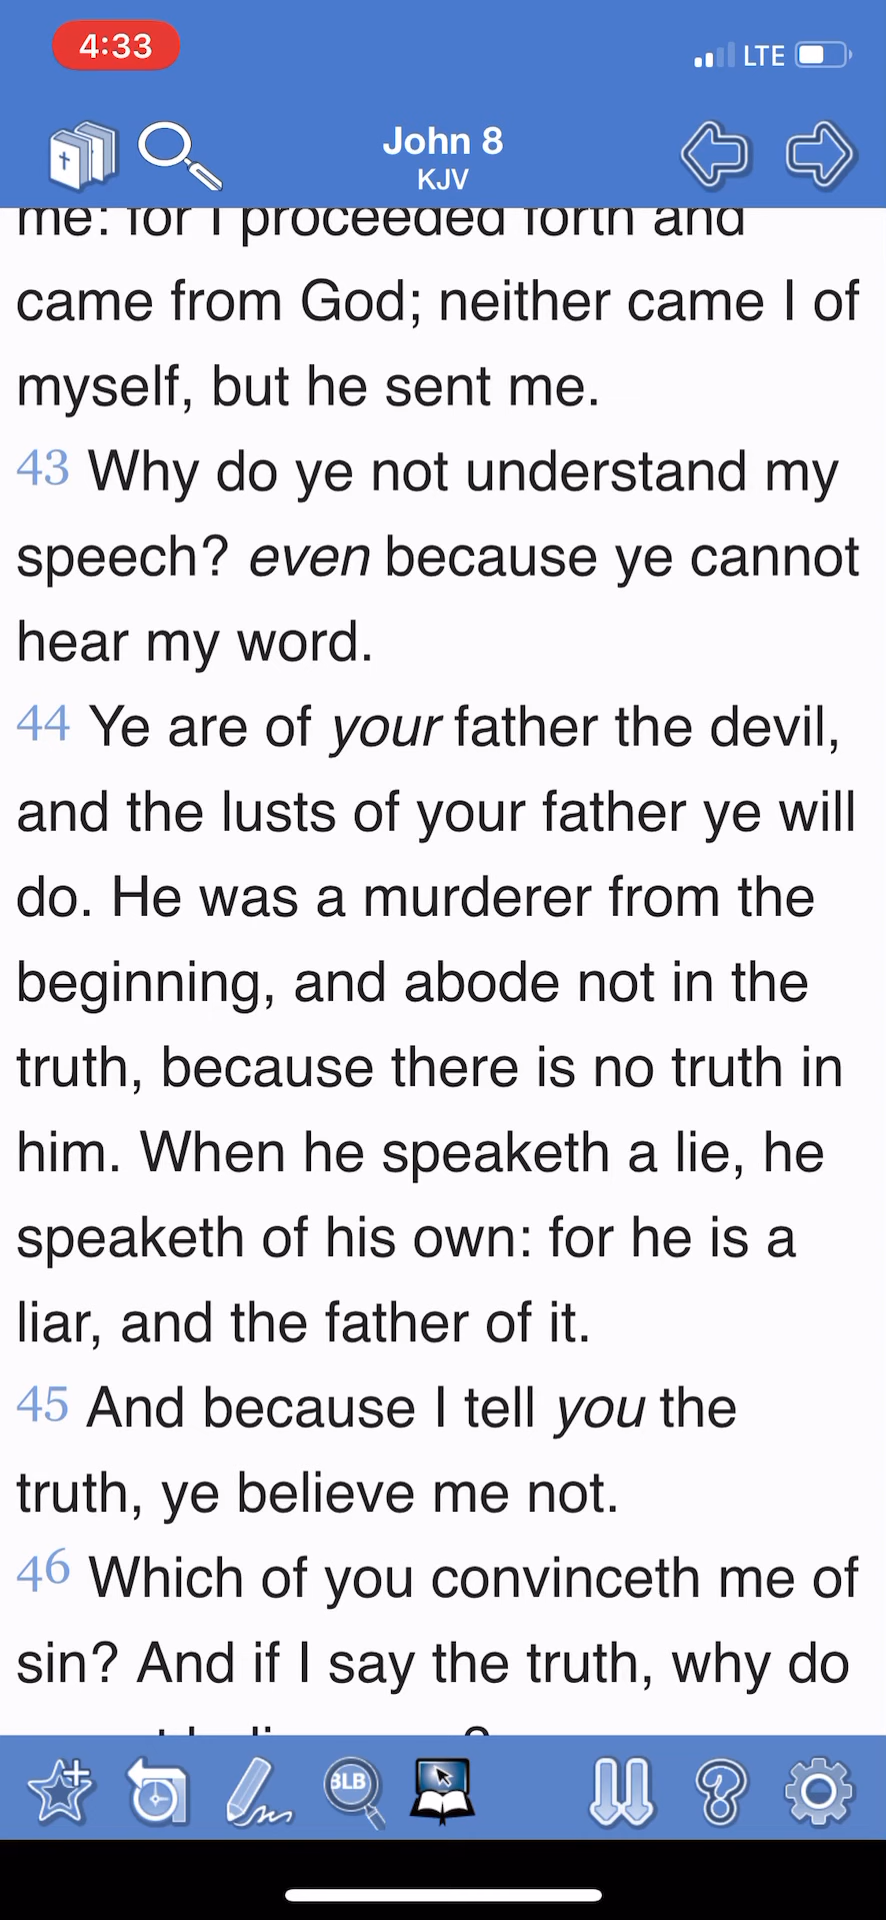 4:33
LTE
John 8
KJV
me: for I proceeded forth and
came from God; neither came I of
myself, but he sent me.
43 Why do ye not understand my
speech? even because ye cannot
hear my word.
44 Ye are of your father the devil,
and the lusts of your father ye will
do. He was a murderer from the
beginning, and abode not in the
truth, because there is no truth in
him. When he speaketh a lie, he
speaketh of his own: for he is a
liar, and the father of it.
45 And because I tell you the
truth, ye believe me not.
46 Which of you convinceth me of
sin? And if I say the truth, why do
BLB